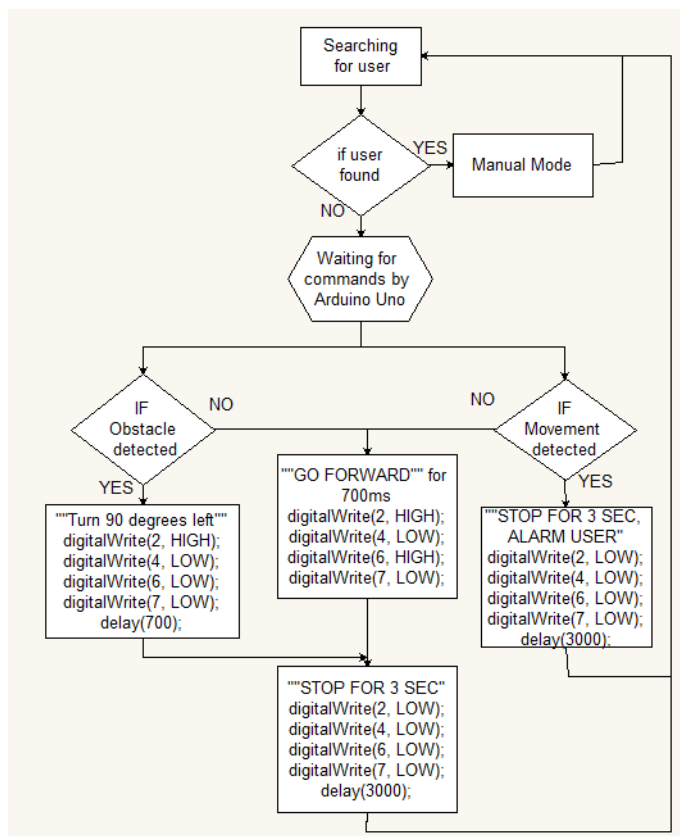 Searching
for user
if user
found
YES
Manual Mode
NO
Waiting for
commands by
Arduino Uno
IF
Obstacle
detected
NO
NO
IF
Movement
detected
YES
YES
""Turn 90 degrees left""
digitalWrite(2, HIGH);
digitalWrite(4, LOW);
digitalWrite(6, LOW);
digitalWrite(7, LOW);
delay(700);
""GO FORWARD"" for
700ms
digitalWrite(2, HIGH);
digitalWrite(4, LOW);
digitalWrite(6, HIGH);
digitalWrite(7, LOW);
""STOP FOR 3 SEC,
ALARM USER"
digitalWrite(2, LOW);
digitalWrite(4, LOW);
digitalWrite(6, LOW);
digitalWrite(7, LOW);
delay(3000);
""STOP FOR 3 SEC"
digitalWrite(2, LOW);
digitalWrite(4, LOW);
digitalWrite(6, LOW);
digitalWrite(7, LOW);
delay(3000);